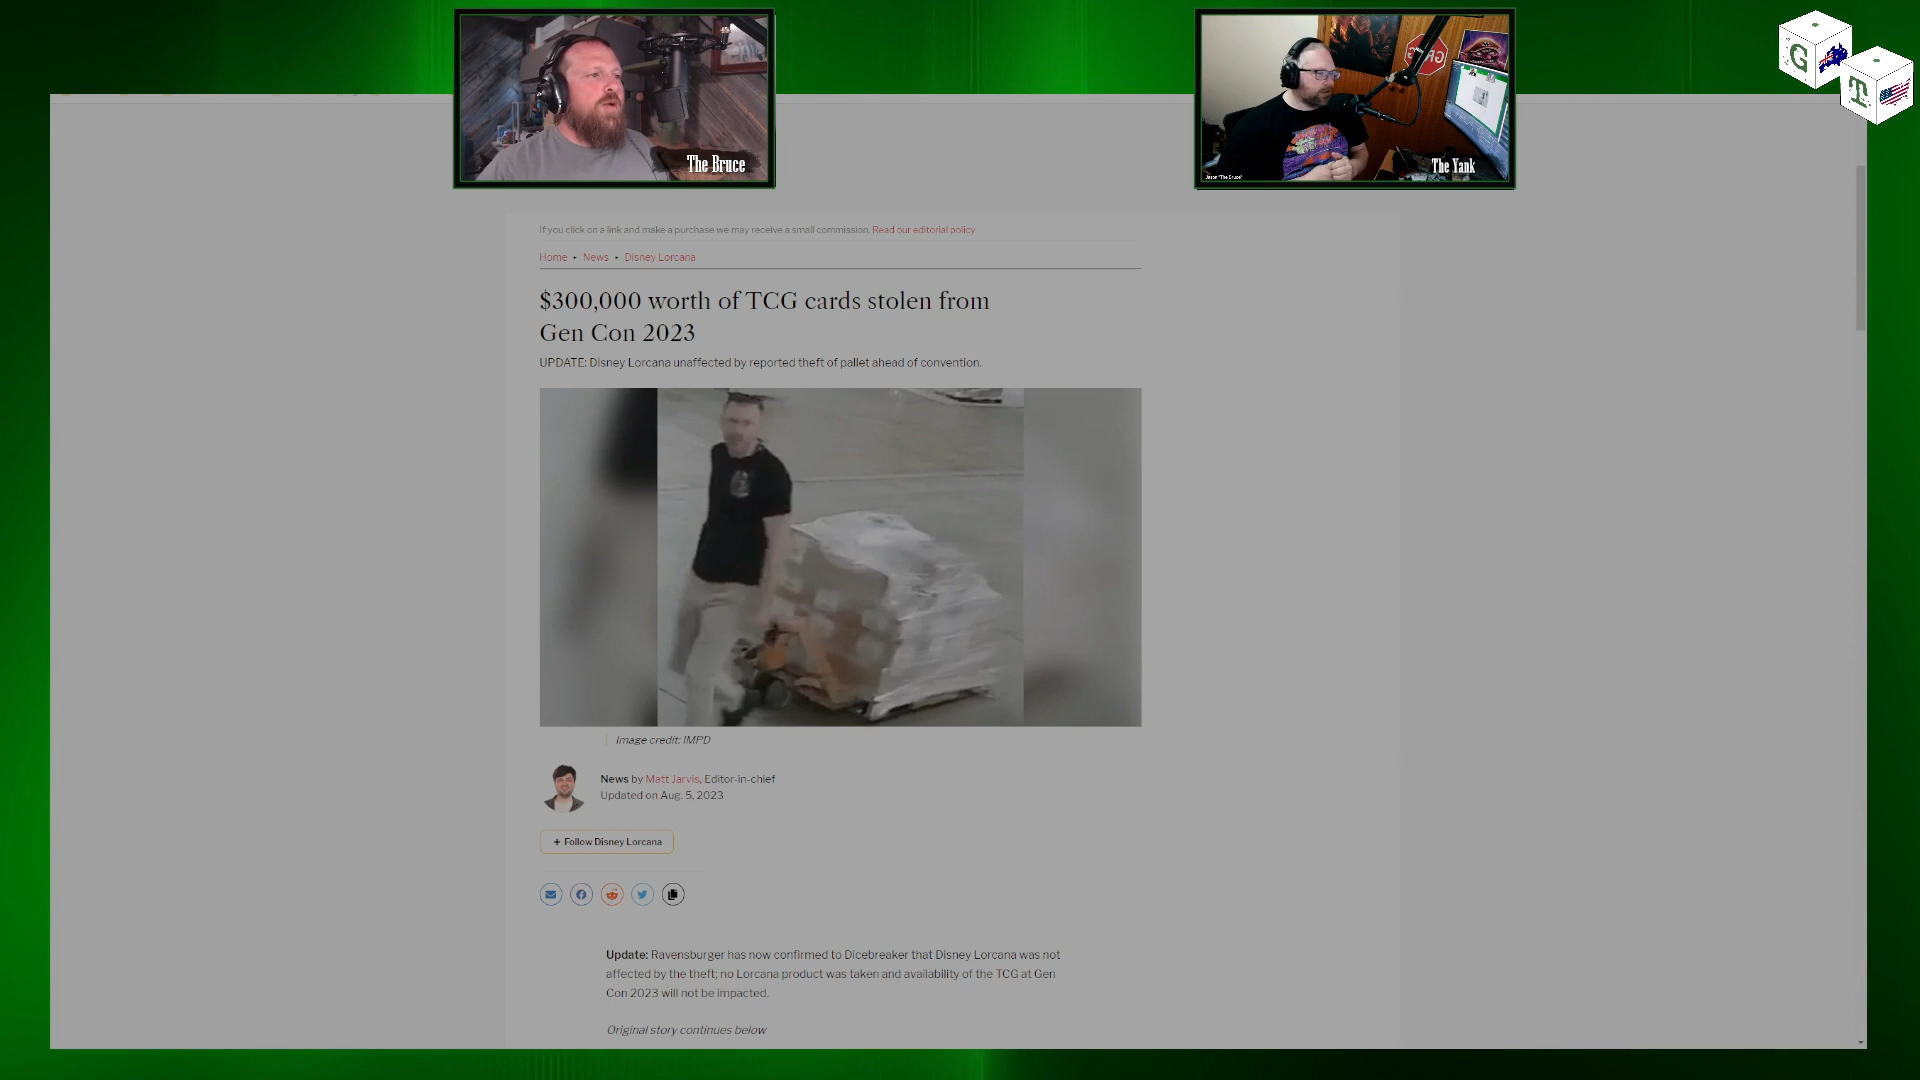 The Bruce
The Yank
Jason "The Bruce"
G
T
If you click on a link and make a purchase we may receive a small commission. Read our editorial policy
Home • News • Disney Lorcana
$300,000 worth of TCG cards stolen from
Gen Con 2023
UPDATE: Disney Lorcana unaffected by reported theft of pallet ahead of convention.
Image credit: IMPD
News by Matt Jarvis, Editor-in-chief
Updated on Aug. 5, 2023
+ Follow Disney Lorcana
Update: Ravensburger has now confirmed to Dicebreaker that Disney Lorcana was not
affected by the theft; no Lorcana product was taken and availability of the TCG at Gen
Con 2023 will not be impacted.
Original story continues below